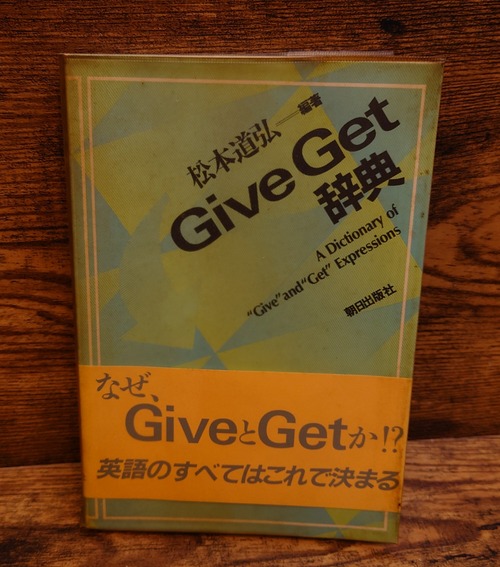 松本道弘――編著
Give Get
辞典
A Dictionary of
"Give" and "Get" Expressions
朝日出版社
なぜ、
GiveとGetか!?
英語のすべてはこれで決まる